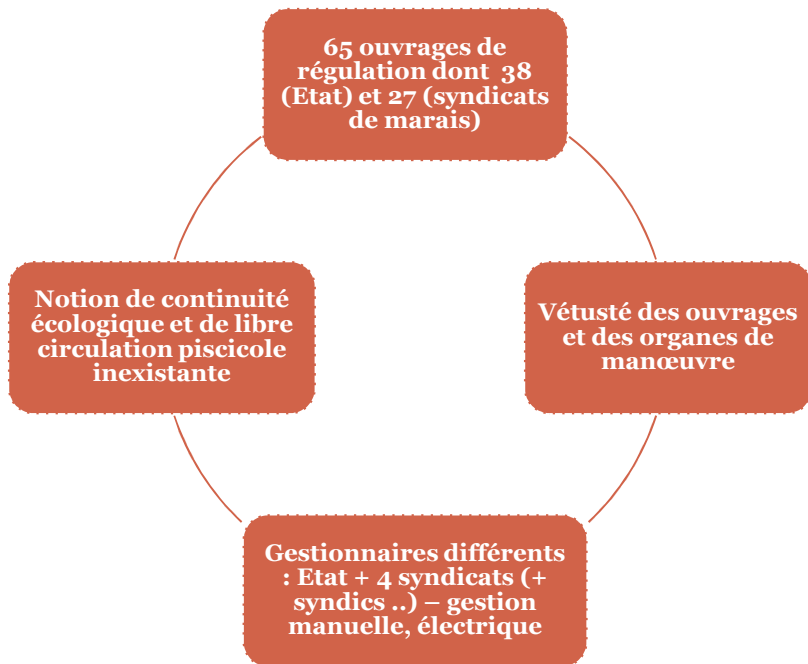 65 ouvrages de
régulation dont 38
(Etat) et 27 (syndicats
de marais)
Notion de continuité
écologique et de libre
circulation piscicole
inexistante
Vétusté des ouvrages
et des organes de
manœuvre
Gestionnaires différents
: Etat + 4 syndicats (+
syndics ..) – gestion
manuelle, électrique